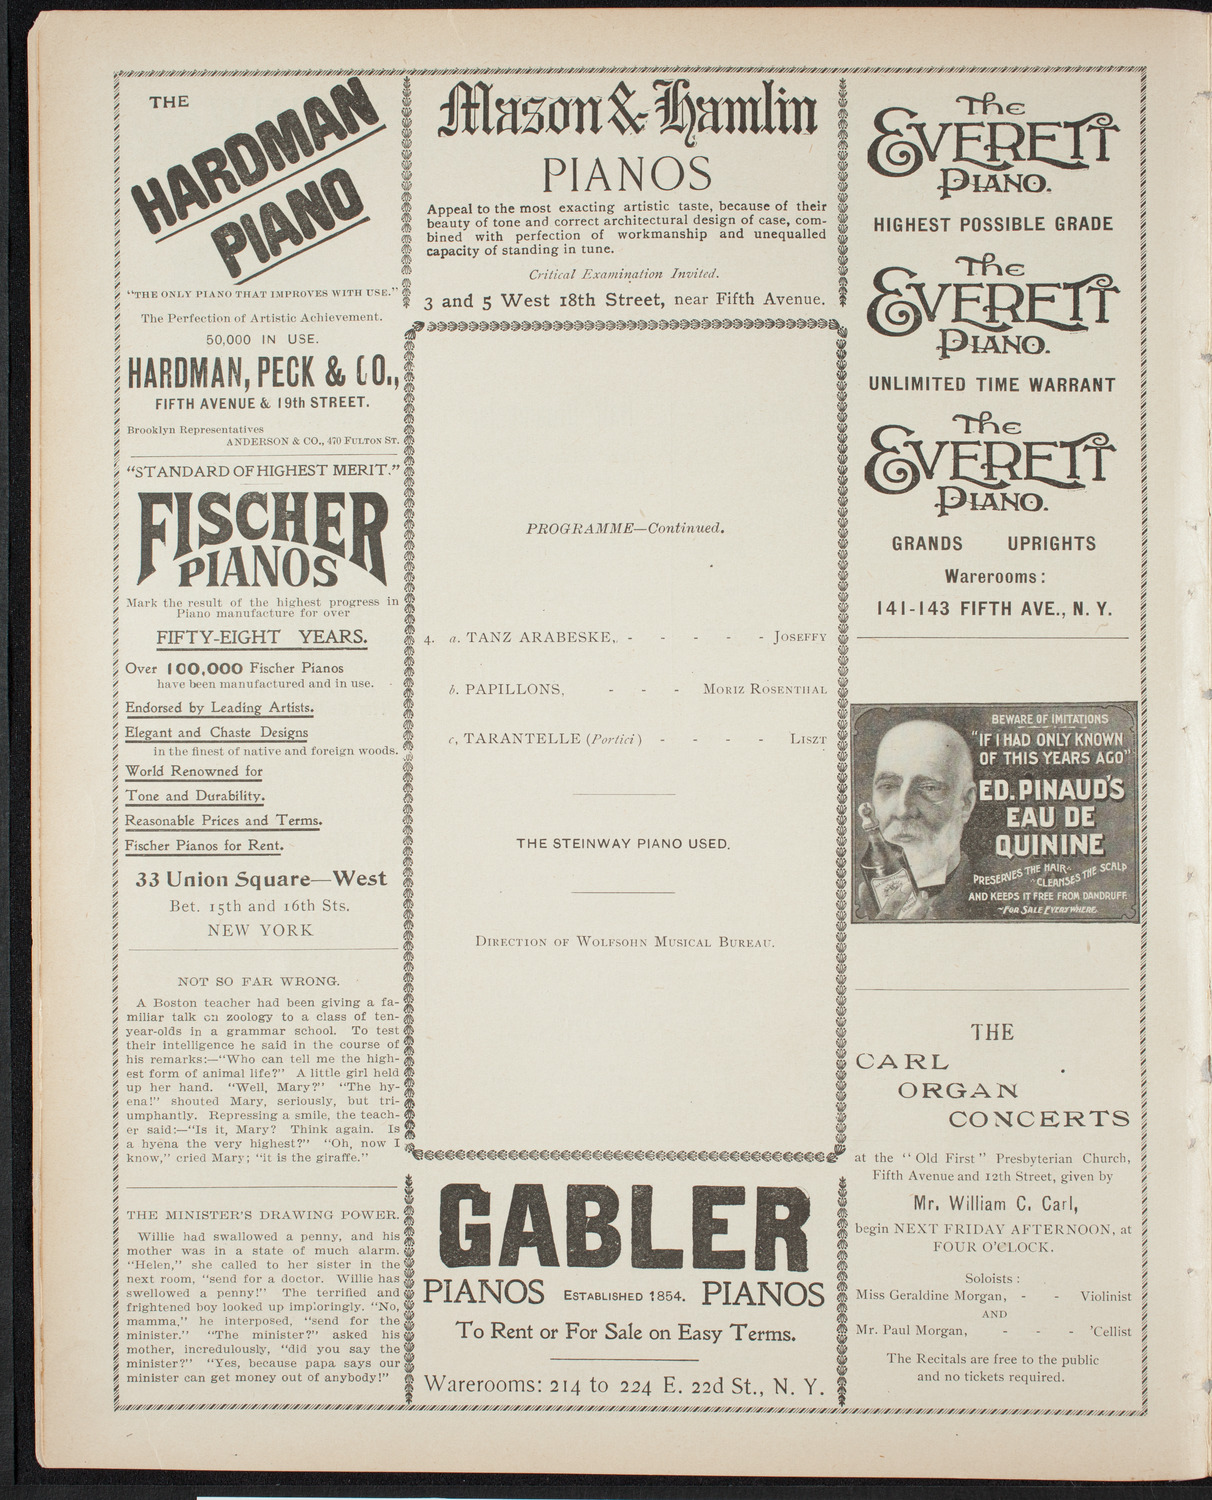 THE
HARDMAN
PIANO
"THE ONLY PIANO THAT IMPROVES WITH USE."
The Perfection of Artistic Achievement.
50,000 IN USE.
HARDMAN, PECK & CO.,
FIFTH AVENUE & 19th STREET.
Brooklyn Representatives
ANDERSON & CO., 470 FULTON ST.
"STANDARD OF HIGHEST MERIT."
FISCHER
PIANOS
Mark the result of the highest progress in
Piano manufacture for over
FIFTY-EIGHT YEARS.
Over 100,000 Fischer Pianos
have been manufactured and in use.
Endorsed by Leading Artists.
Elegant and Chaste Designs
in the finest of native and foreign woods.
World Renowned for
Tone and Durability.
Reasonable Prices and Terms.
Fischer Pianos for Rent.
33 Union Square—West
Bet. 15th and 16th Sts.
NEW YORK
NOT SO FAR WRONG.
A Boston teacher had been giving a fa-
miliar talk on zoology to a class of ten-
year-olds in a grammar school. To test
their intelligence he said in the course of
his remarks:—"Who can tell me the high-
est form of animal life?" A little girl held
up her hand. "Well, Mary?" "The hy-
ena!" shouted Mary, seriously, but tri-
umphantly. Repressing a smile, the teach-
er said:—"Is it, Mary? Think again. Is
a hyena the very highest?" "Oh, now I
know," cried Mary; "it is the giraffe."
THE MINISTER'S DRAWING POWER.
Willie had swallowed a penny, and his
mother was in a state of much alarm.
"Helen," she called to her sister in the
next room, "send for a doctor. Willie has
swellowed a penny!" The terrified and
frightened boy looked up imploringly. "No,
mamma," he interposed, "send for the
minister." "The minister?" asked his
mother, incredulously, "did you say the
minister?" "Yes, because papa says our
minister can get money out of anybody!"
Mason & Hamlin
PIANOS
Appeal to the most exacting artistic taste, because of their
beauty of tone and correct architectural design of case, com-
bined with perfection of workmanship and unequalled
capacity of standing in tune.
Critical Examination Invited.
3 and 5 West 18th Street, near Fifth Avenue.
PROGRAMME—Continued.
4. a. TANZ ARABESKE, - - - - - JOSEFFY
b. PAPILLONS, - - - MORIZ ROSENTHAL
c, TARANTELLE (Portici) - - - - LISZT
THE STEINWAY PIANO USED.
DIRECTION OF WOLFSOHN MUSICAL BUREAU.
GABLER
PIANOS ESTABLISHED 1854. PIANOS
To Rent or For Sale on Easy Terms.
Warerooms: 214 to 224 E. 22d St., N. Y.
The
EVERETT
PIANO.
HIGHEST POSSIBLE GRADE
The
EVERETT
PIANO.
UNLIMITED TIME WARRANT
The
EVERETT
PIANO.
GRANDS UPRIGHTS
Warerooms:
141-143 FIFTH AVE., N. Y.
BEWARE OF IMITATIONS
"IF I HAD ONLY KNOWN
OF THIS YEARS AGO"
ED. PINAUD'S
EAU DE
QUININE
PRESERVES THE HAIR
CLEANSES THE SCALP
AND KEEPS IT FREE FROM DANDRUFF.
FOR SALE EVERYWHERE.
THE
CARL
ORGAN
CONCERTS
at the "Old First" Presbyterian Church,
Fifth Avenue and 12th Street, given by
Mr. William C. Carl,
begin NEXT FRIDAY AFTERNOON, at
FOUR O'CLOCK.
Soloists:
Miss Geraldine Morgan, - - Violinist
AND
Mr. Paul Morgan, - - - 'Cellist
The Recitals are free to the public
and no tickets required.